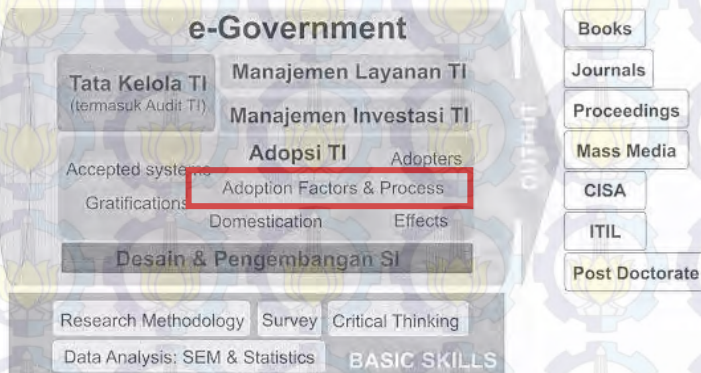 e-Government
Tata Kelola TI
(termasuk Audit TI)
Manajemen Layanan TI
Manajemen Investasi TI
Adopsi TI
Accepted systems
Adopters
Adoption Factors & Process
Gratifications
Domestication
Effects
Desain & Pengembangan SI
Research Methodology
Survey
Critical Thinking
Data Analysis: SEM & Statistics
BASIC SKILLS
OUTPUT
Books
Journals
Proceedings
Mass Media
CISA
ITIL
Post Doctorate